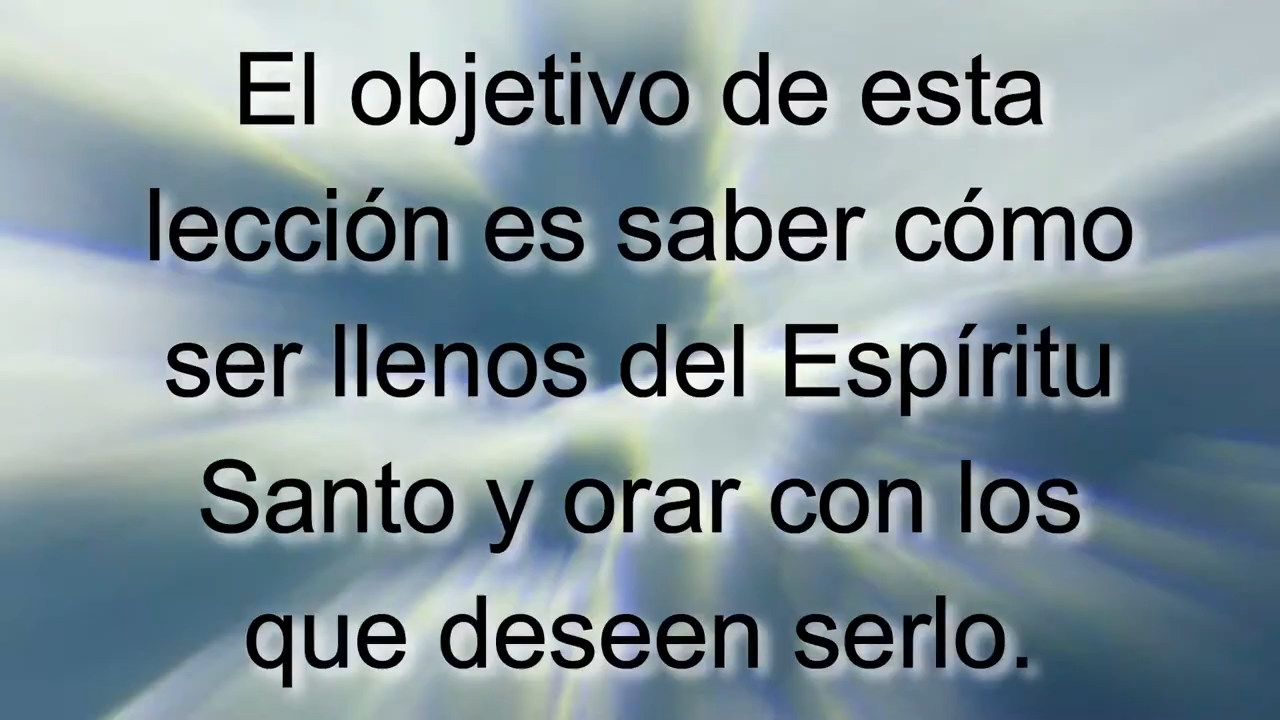 El objetivo de esta
lección es saber cómo
ser llenos del Espíritu
Santo y orar con los
que deseen serlo.